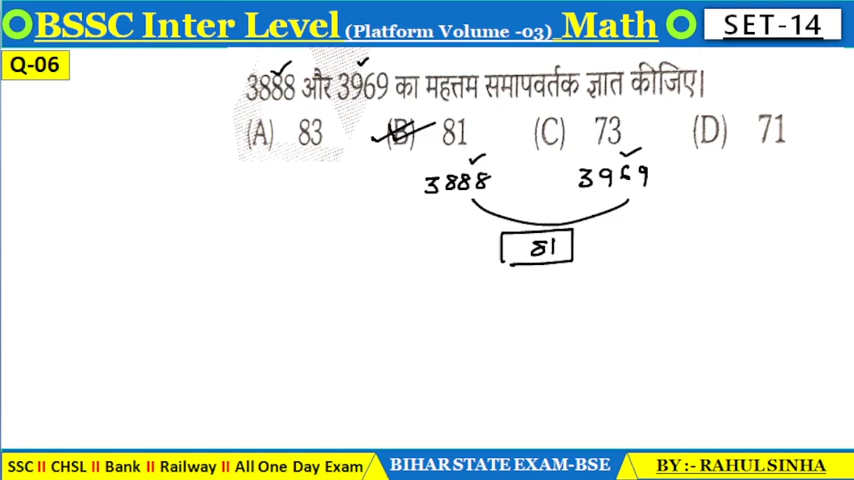 BSSC Inter Level (Platform Volume -03) Math SET-14
Q-06
3888 और 3969 का महत्तम समापवर्तक ज्ञात कीजिए।
(A) 83 (B) 81 (C) 73 (D) 71
3888 3969
81
SSC II CHSL II Bank II Railway II All One Day Exam BIHAR STATE EXAM-BSE BY :- RAHUL SINHA